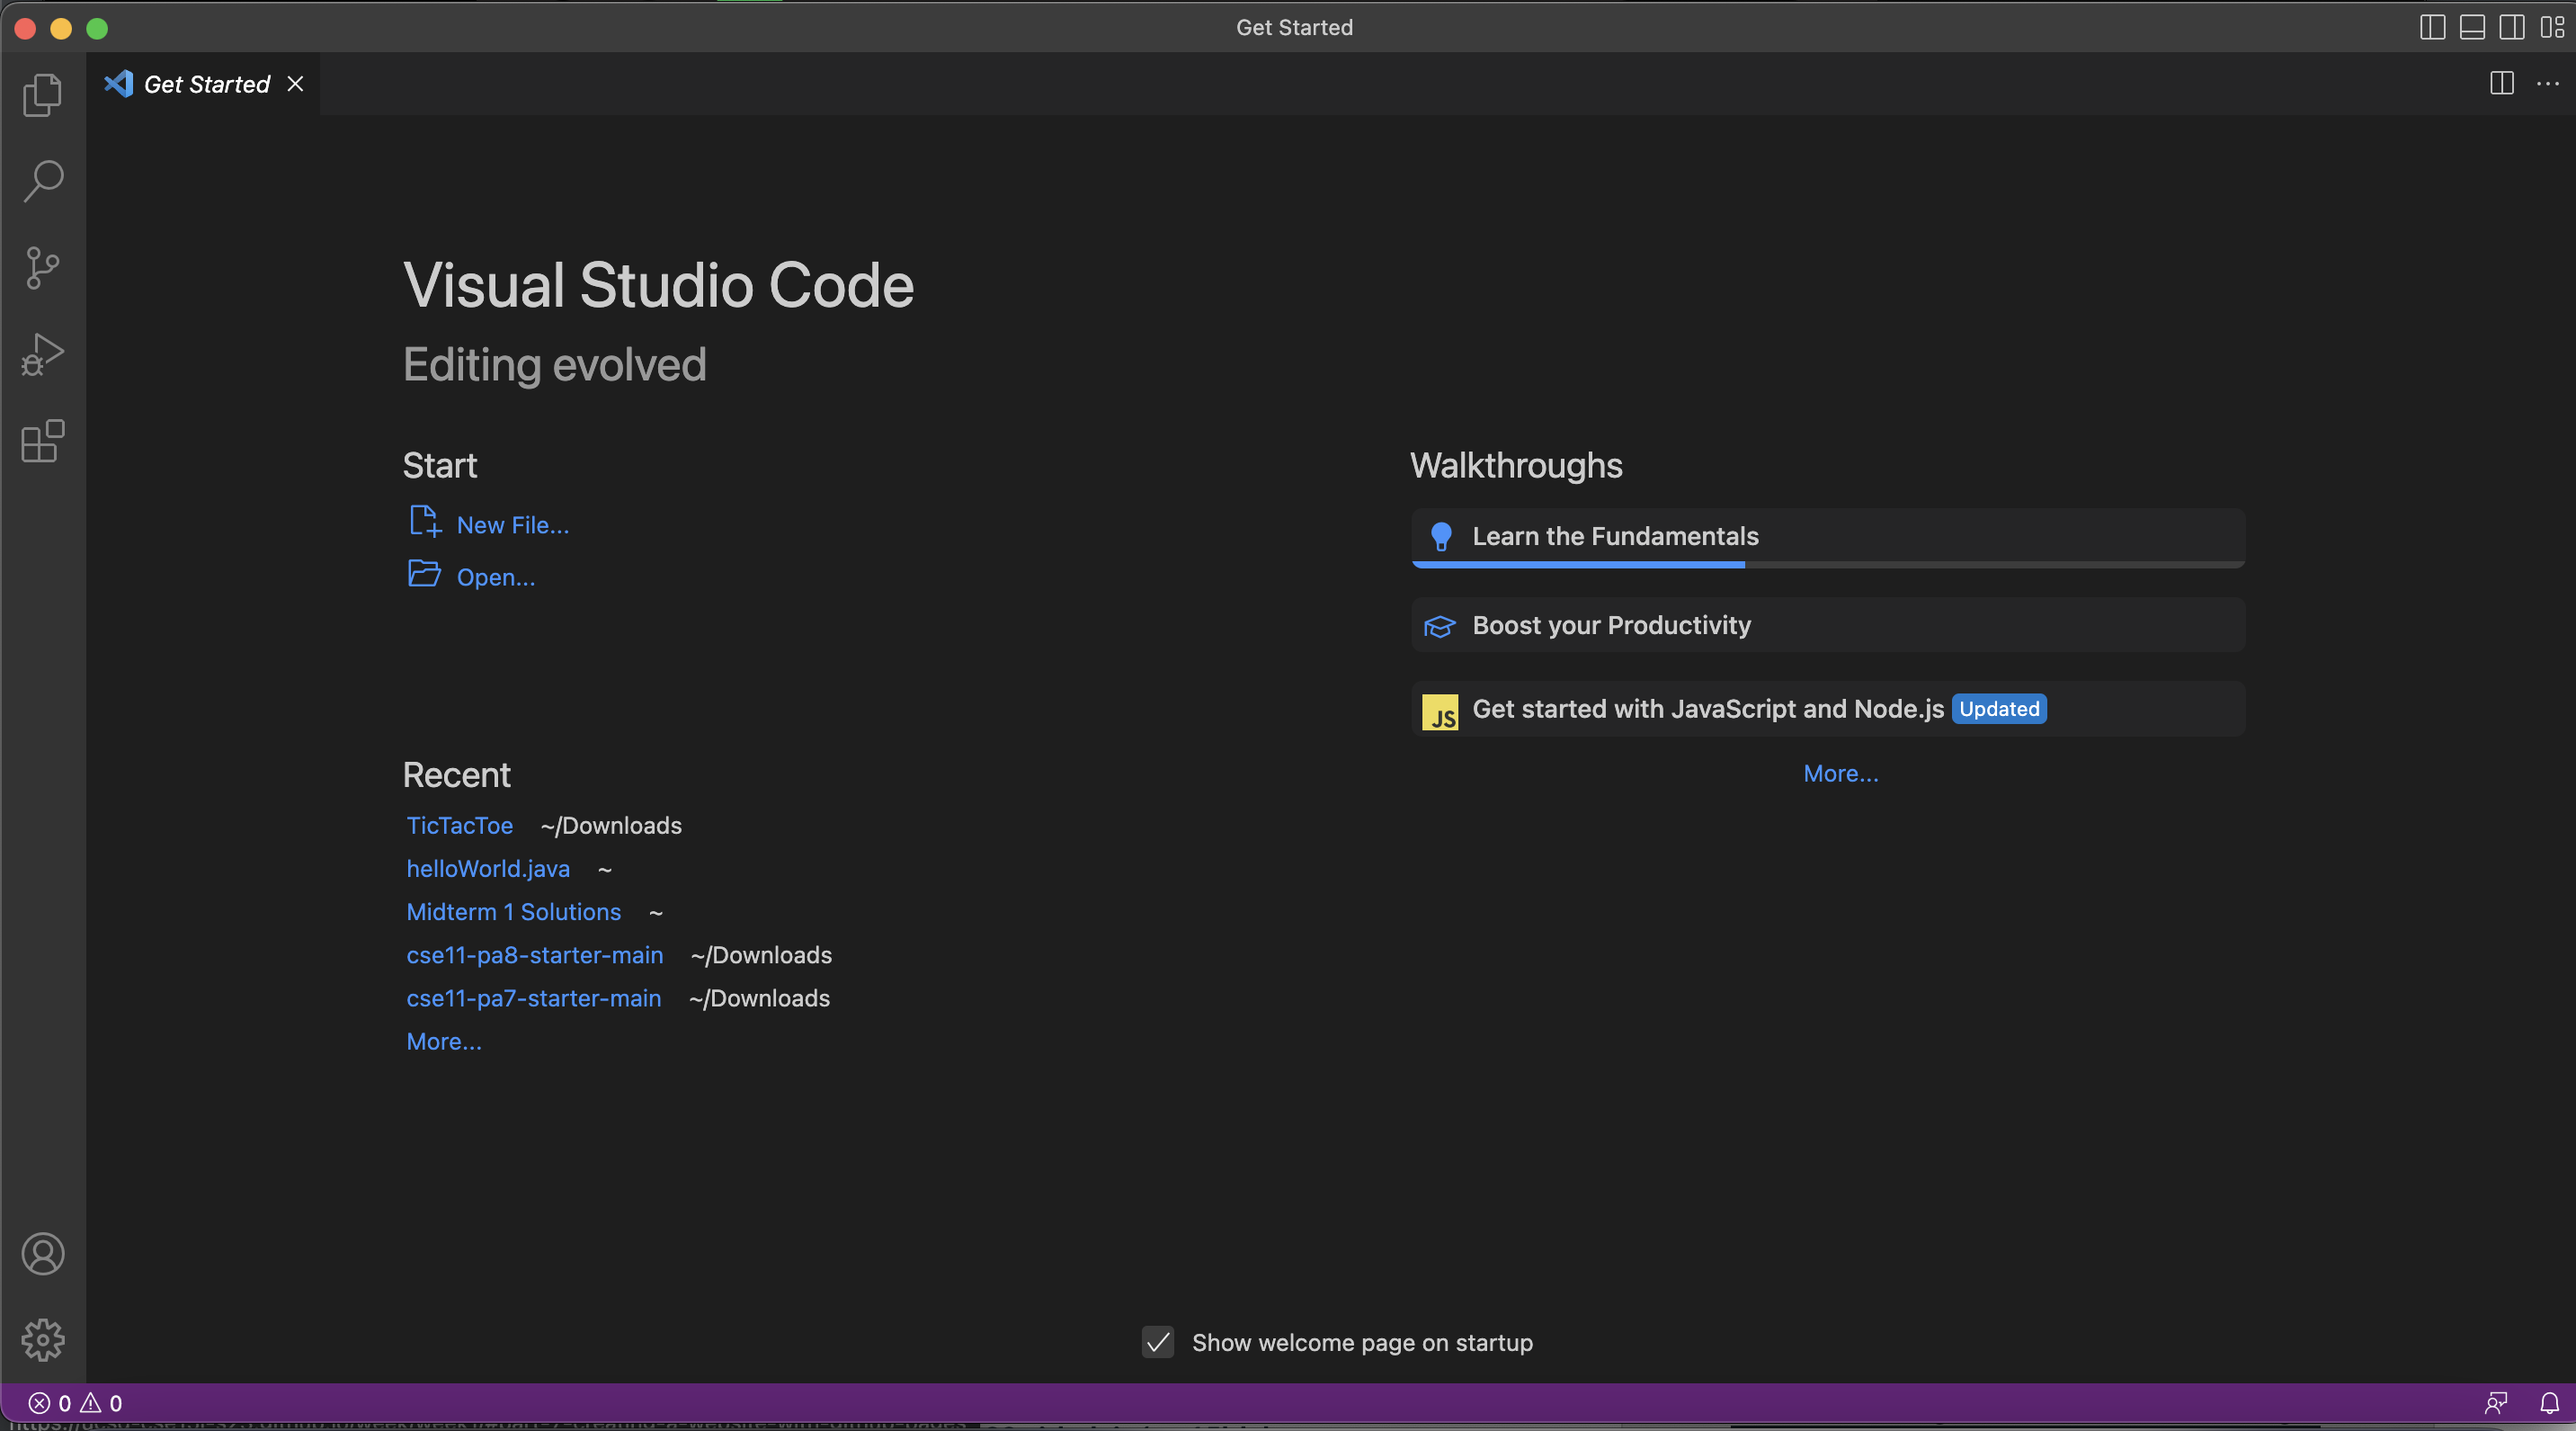 Get Started
Get Started
Visual Studio Code
Editing evolved
Start
New File...
Open...
Recent
TicTacToe ~/Downloads
helloWorld.java ~
Midterm 1 Solutions ~
cse11-pa8-starter-main ~/Downloads
cse11-pa7-starter-main ~/Downloads
More...
Walkthroughs
Learn the Fundamentals
Boost your Productivity
JS Get started with JavaScript and Node.js Updated
More...
Show welcome page on startup
0 0